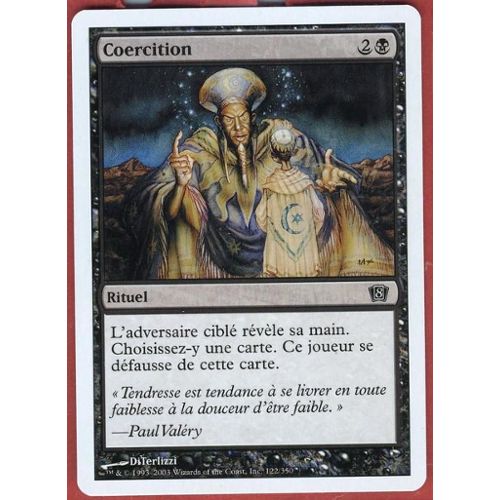 Coercition 2
Rituel 8
L'adversaire ciblé révèle sa main.
Choisissez-y une carte. Ce joueur se
défausse de cette carte.
« Tendresse est tendance à se livrer en toute
faiblesse à la douceur d'être faible. »
—Paul Valéry
DiTerlizzi
™ & © 1993-2003 Wizards of the Coast, Inc. 122/350